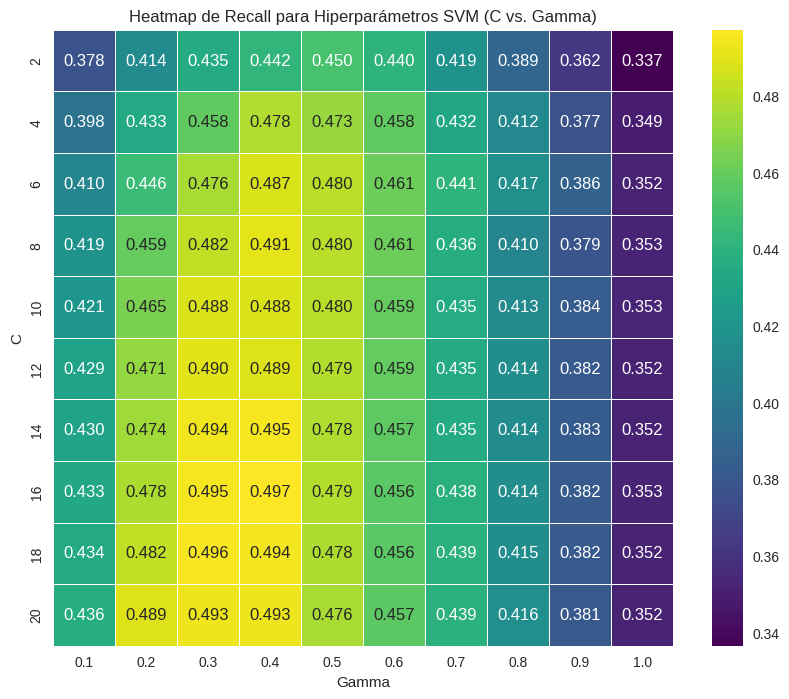 Heatmap de Recall para Hiperparámetros SVM (C vs. Gamma)
2 0.378 0.414 0.435 0.442 0.450 0.440 0.419 0.389 0.362 0.337
4 0.398 0.433 0.458 0.478 0.473 0.458 0.432 0.412 0.377 0.349
6 0.410 0.446 0.476 0.487 0.480 0.461 0.441 0.417 0.386 0.352
8 0.419 0.459 0.482 0.491 0.480 0.461 0.436 0.410 0.379 0.353
10 0.421 0.465 0.488 0.488 0.480 0.459 0.435 0.413 0.384 0.353
C
12 0.429 0.471 0.490 0.489 0.479 0.459 0.435 0.414 0.382 0.352
14 0.430 0.474 0.494 0.495 0.478 0.457 0.435 0.414 0.383 0.352
16 0.433 0.478 0.495 0.497 0.479 0.456 0.438 0.414 0.382 0.353
18 0.434 0.482 0.496 0.494 0.478 0.456 0.439 0.415 0.382 0.352
20 0.436 0.489 0.493 0.493 0.476 0.457 0.439 0.416 0.381 0.352
0.1 0.2 0.3 0.4 0.5 0.6 0.7 0.8 0.9 1.0
Gamma
0.48
0.46
0.44
0.42
0.40
0.38
0.36
0.34